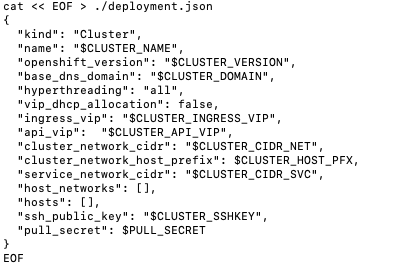 cat << EOF > ./deployment.json
{
  "kind": "Cluster",
  "name": "$CLUSTER_NAME",
  "openshift_version": "$CLUSTER_VERSION",
  "base_dns_domain": "$CLUSTER_DOMAIN",
  "hyperthreading": "all",
  "vip_dhcp_allocation": false,
  "ingress_vip": "$CLUSTER_INGRESS_VIP",
  "api_vip":  "$CLUSTER_API_VIP",
  "cluster_network_cidr": "$CLUSTER_CIDR_NET",
  "cluster_network_host_prefix": $CLUSTER_HOST_PFX,
  "service_network_cidr": "$CLUSTER_CIDR_SVC",
  "host_networks": [],
  "hosts": [],
  "ssh_public_key": "$CLUSTER_SSHKEY",
  "pull_secret": $PULL_SECRET
}
EOF